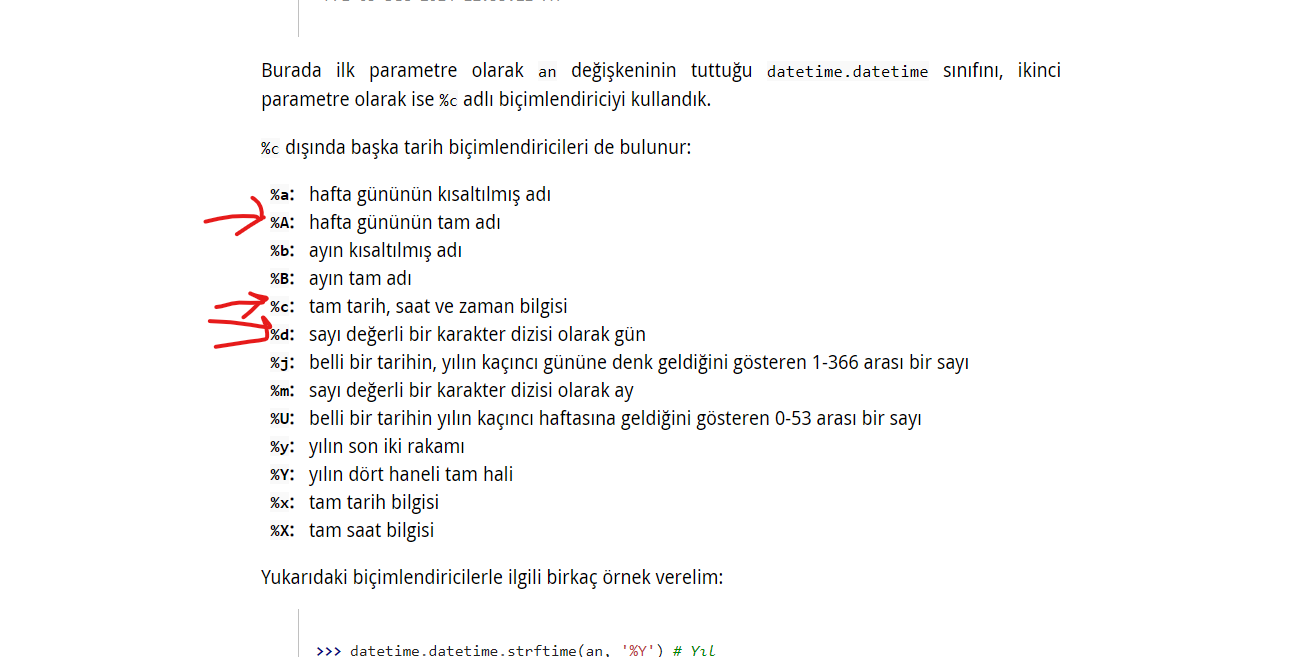 Burada ilk parametre olarak an değişkeninin tuttuğu datetime.datetime sınıfını, ikinci
parametre olarak ise %c adlı biçimlendiriciyi kullandık.
%c dışında başka tarih biçimlendiricileri de bulunur:
%a: hafta gününün kısaltılmış adı
%A: hafta gününün tam adı
%b: ayın kısaltılmış adı
%B: ayın tam adı
%c: tam tarih, saat ve zaman bilgisi
%d: sayı değerli bir karakter dizisi olarak gün
%j: belli bir tarihin, yılın kaçıncı gününe denk geldiğini gösteren 1-366 arası bir sayı
%m: sayı değerli bir karakter dizisi olarak ay
%U: belli bir tarihin yılın kaçıncı haftasına geldiğini gösteren 0-53 arası bir sayı
%y: yılın son iki rakamı
%Y: yılın dört haneli tam hali
%x: tam tarih bilgisi
%X: tam saat bilgisi
Yukarıdaki biçimlendiricilerle ilgili birkaç örnek verelim:
>>> datetime.datetime.strftime(an, '%Y') # Yıl